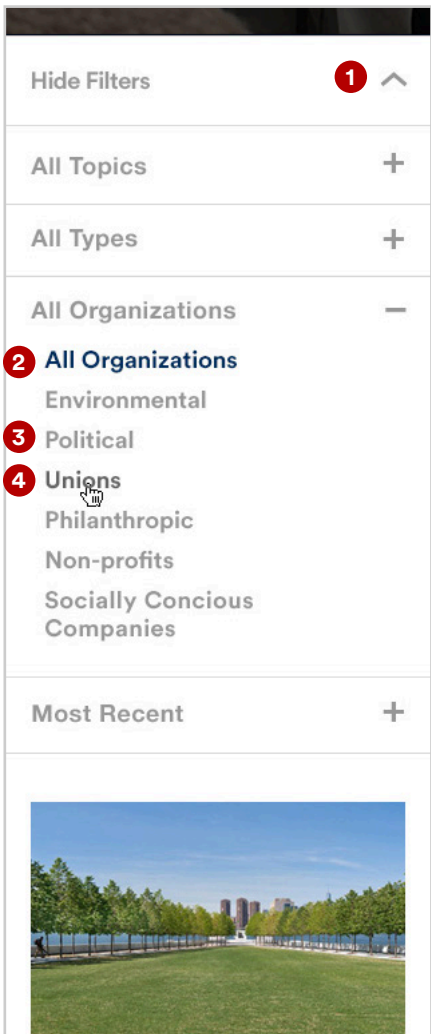 Hide Filters 1
All Topics
All Types
All Organizations
2 All Organizations
Environmental
3 Political
4 Unions
Philanthropic
Non-profits
Socially Concious
Companies
Most Recent